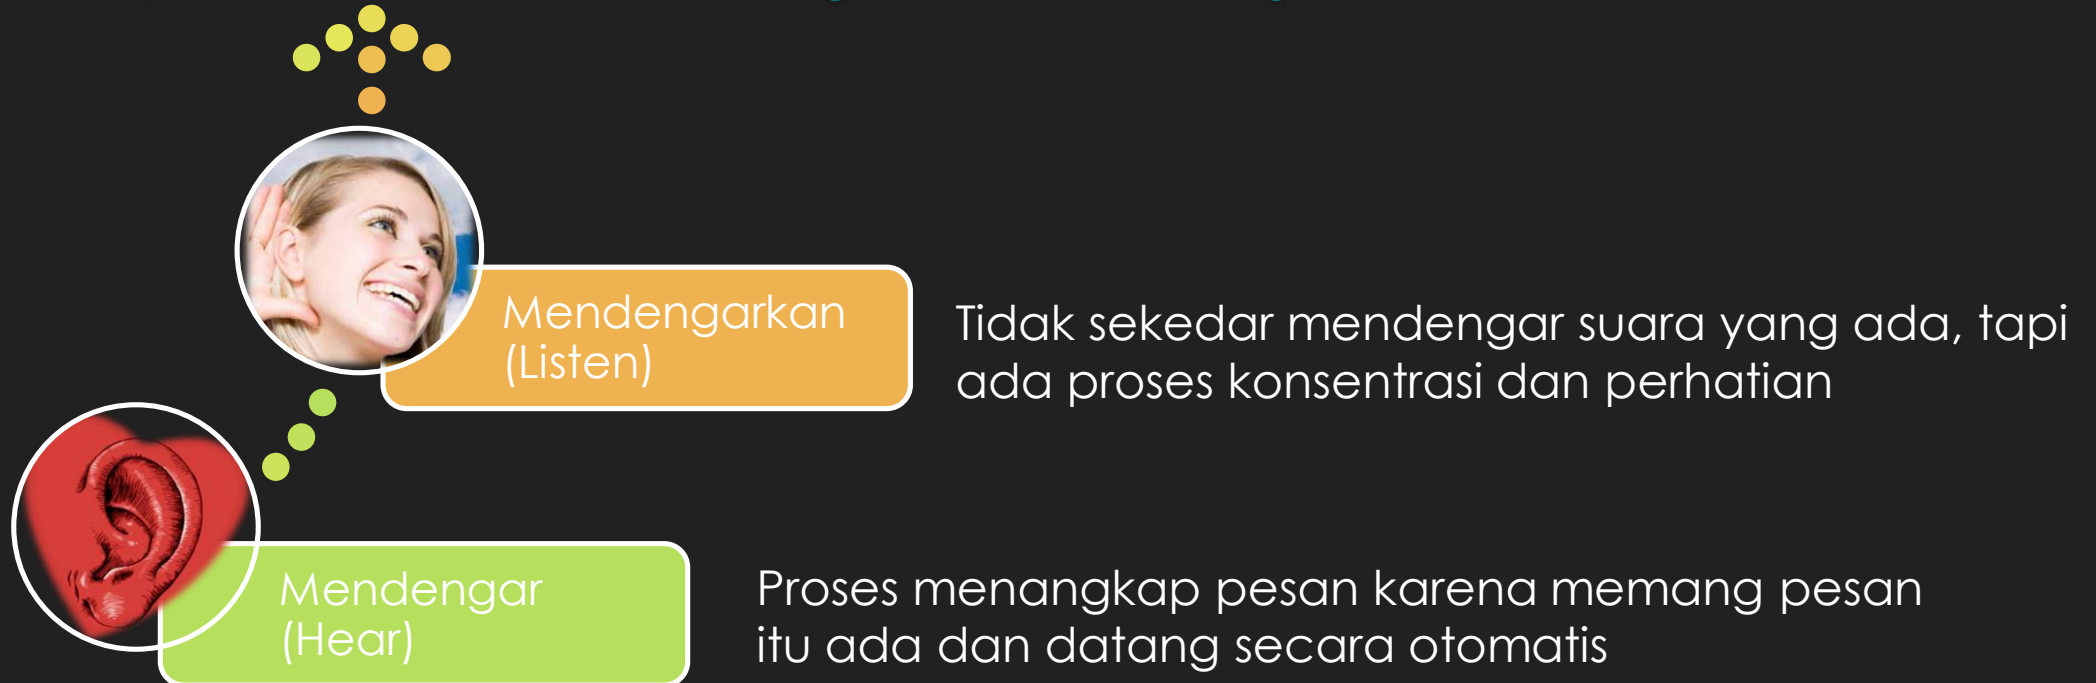 Mendengarkan
(Listen)
Tidak sekedar mendengar suara yang ada, tapi
ada proses konsentrasi dan perhatian
Mendengar
(Hear)
Proses menangkap pesan karena memang pesan
itu ada dan datang secara otomatis